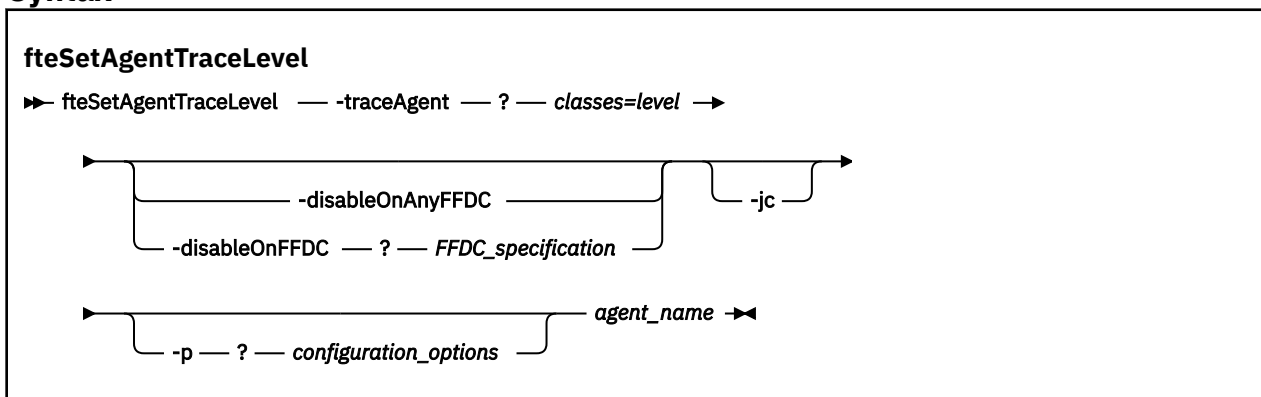 Syntax
fteSetAgentTraceLevel
fteSetAgentTraceLevel -traceAgent ? classes=level
-disableOnAnyFFDC
-jc
-disableOnFFDC ? FFDC_specification
agent_name
-p ? configuration_options